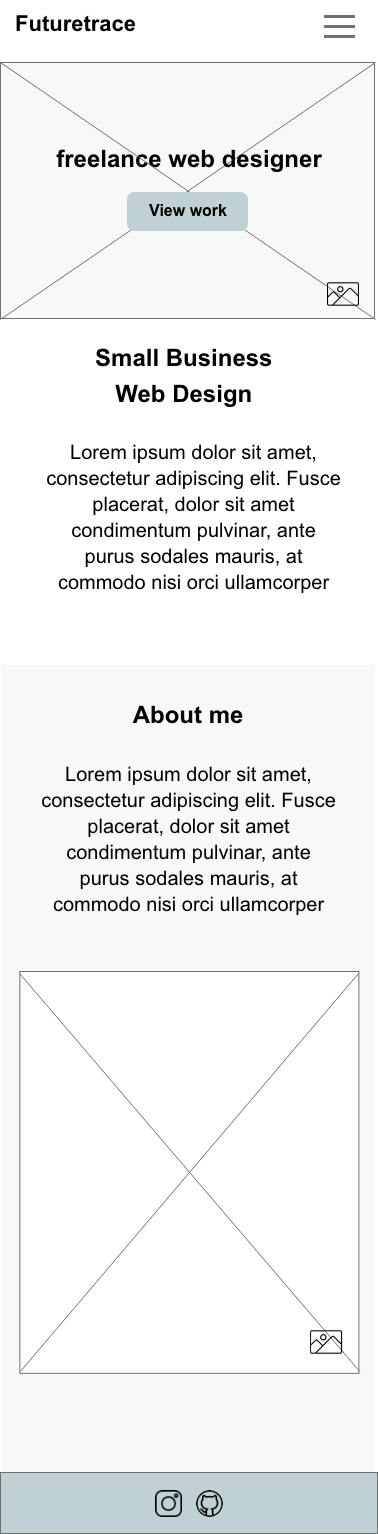 Futuretrace
freelance web designer
View work
Small Business
Web Design
Lorem ipsum dolor sit amet,
consectetur adipiscing elit. Fusce
placerat, dolor sit amet
condimentum pulvinar, ante
purus sodales mauris, at
commodo nisi orci ullamcorper
About me
Lorem ipsum dolor sit amet,
consectetur adipiscing elit. Fusce
placerat, dolor sit amet
condimentum pulvinar, ante
purus sodales mauris, at
commodo nisi orci ullamcorper